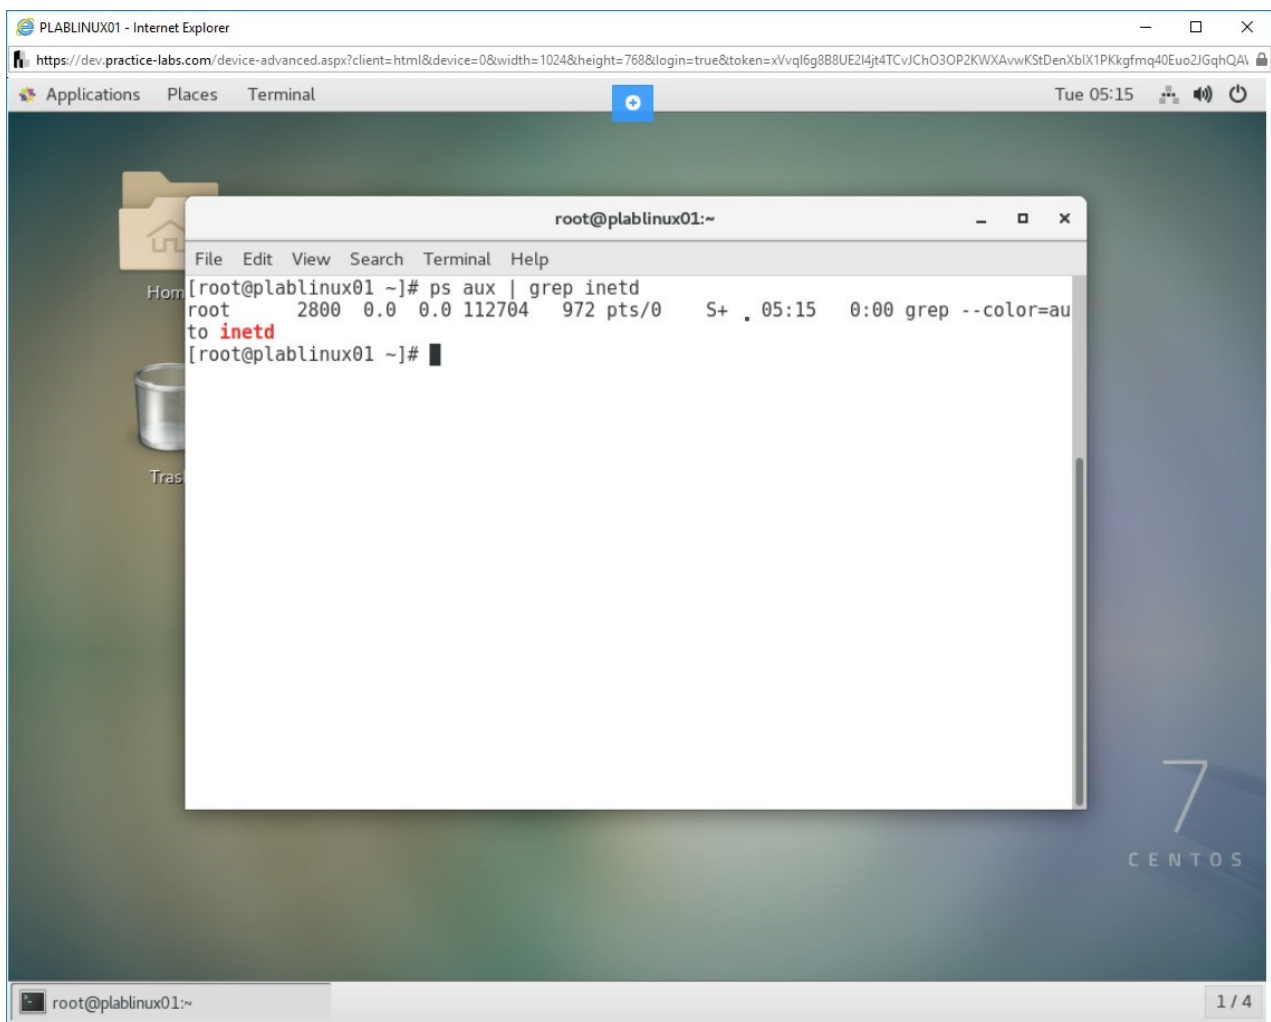 PLABLINUX01 - Internet Explorer
https://dev.practice-labs.com/device-advanced.aspx?client=html&device=0&width=1024&height=768&login=true&token=
Applications Places Terminal Tue 05:15
root@plablinux01:~
File Edit View Search Terminal Help
[root@plablinux01 ~]# ps aux | grep inetd
root 2800 0.0 0.0 112704 972 pts/0 S+ 05:15 0:00 grep --color=au
to inetd
[root@plablinux01 ~]#
Hom
Tras
7
CENTOS
root@plablinux01:~
1 / 4